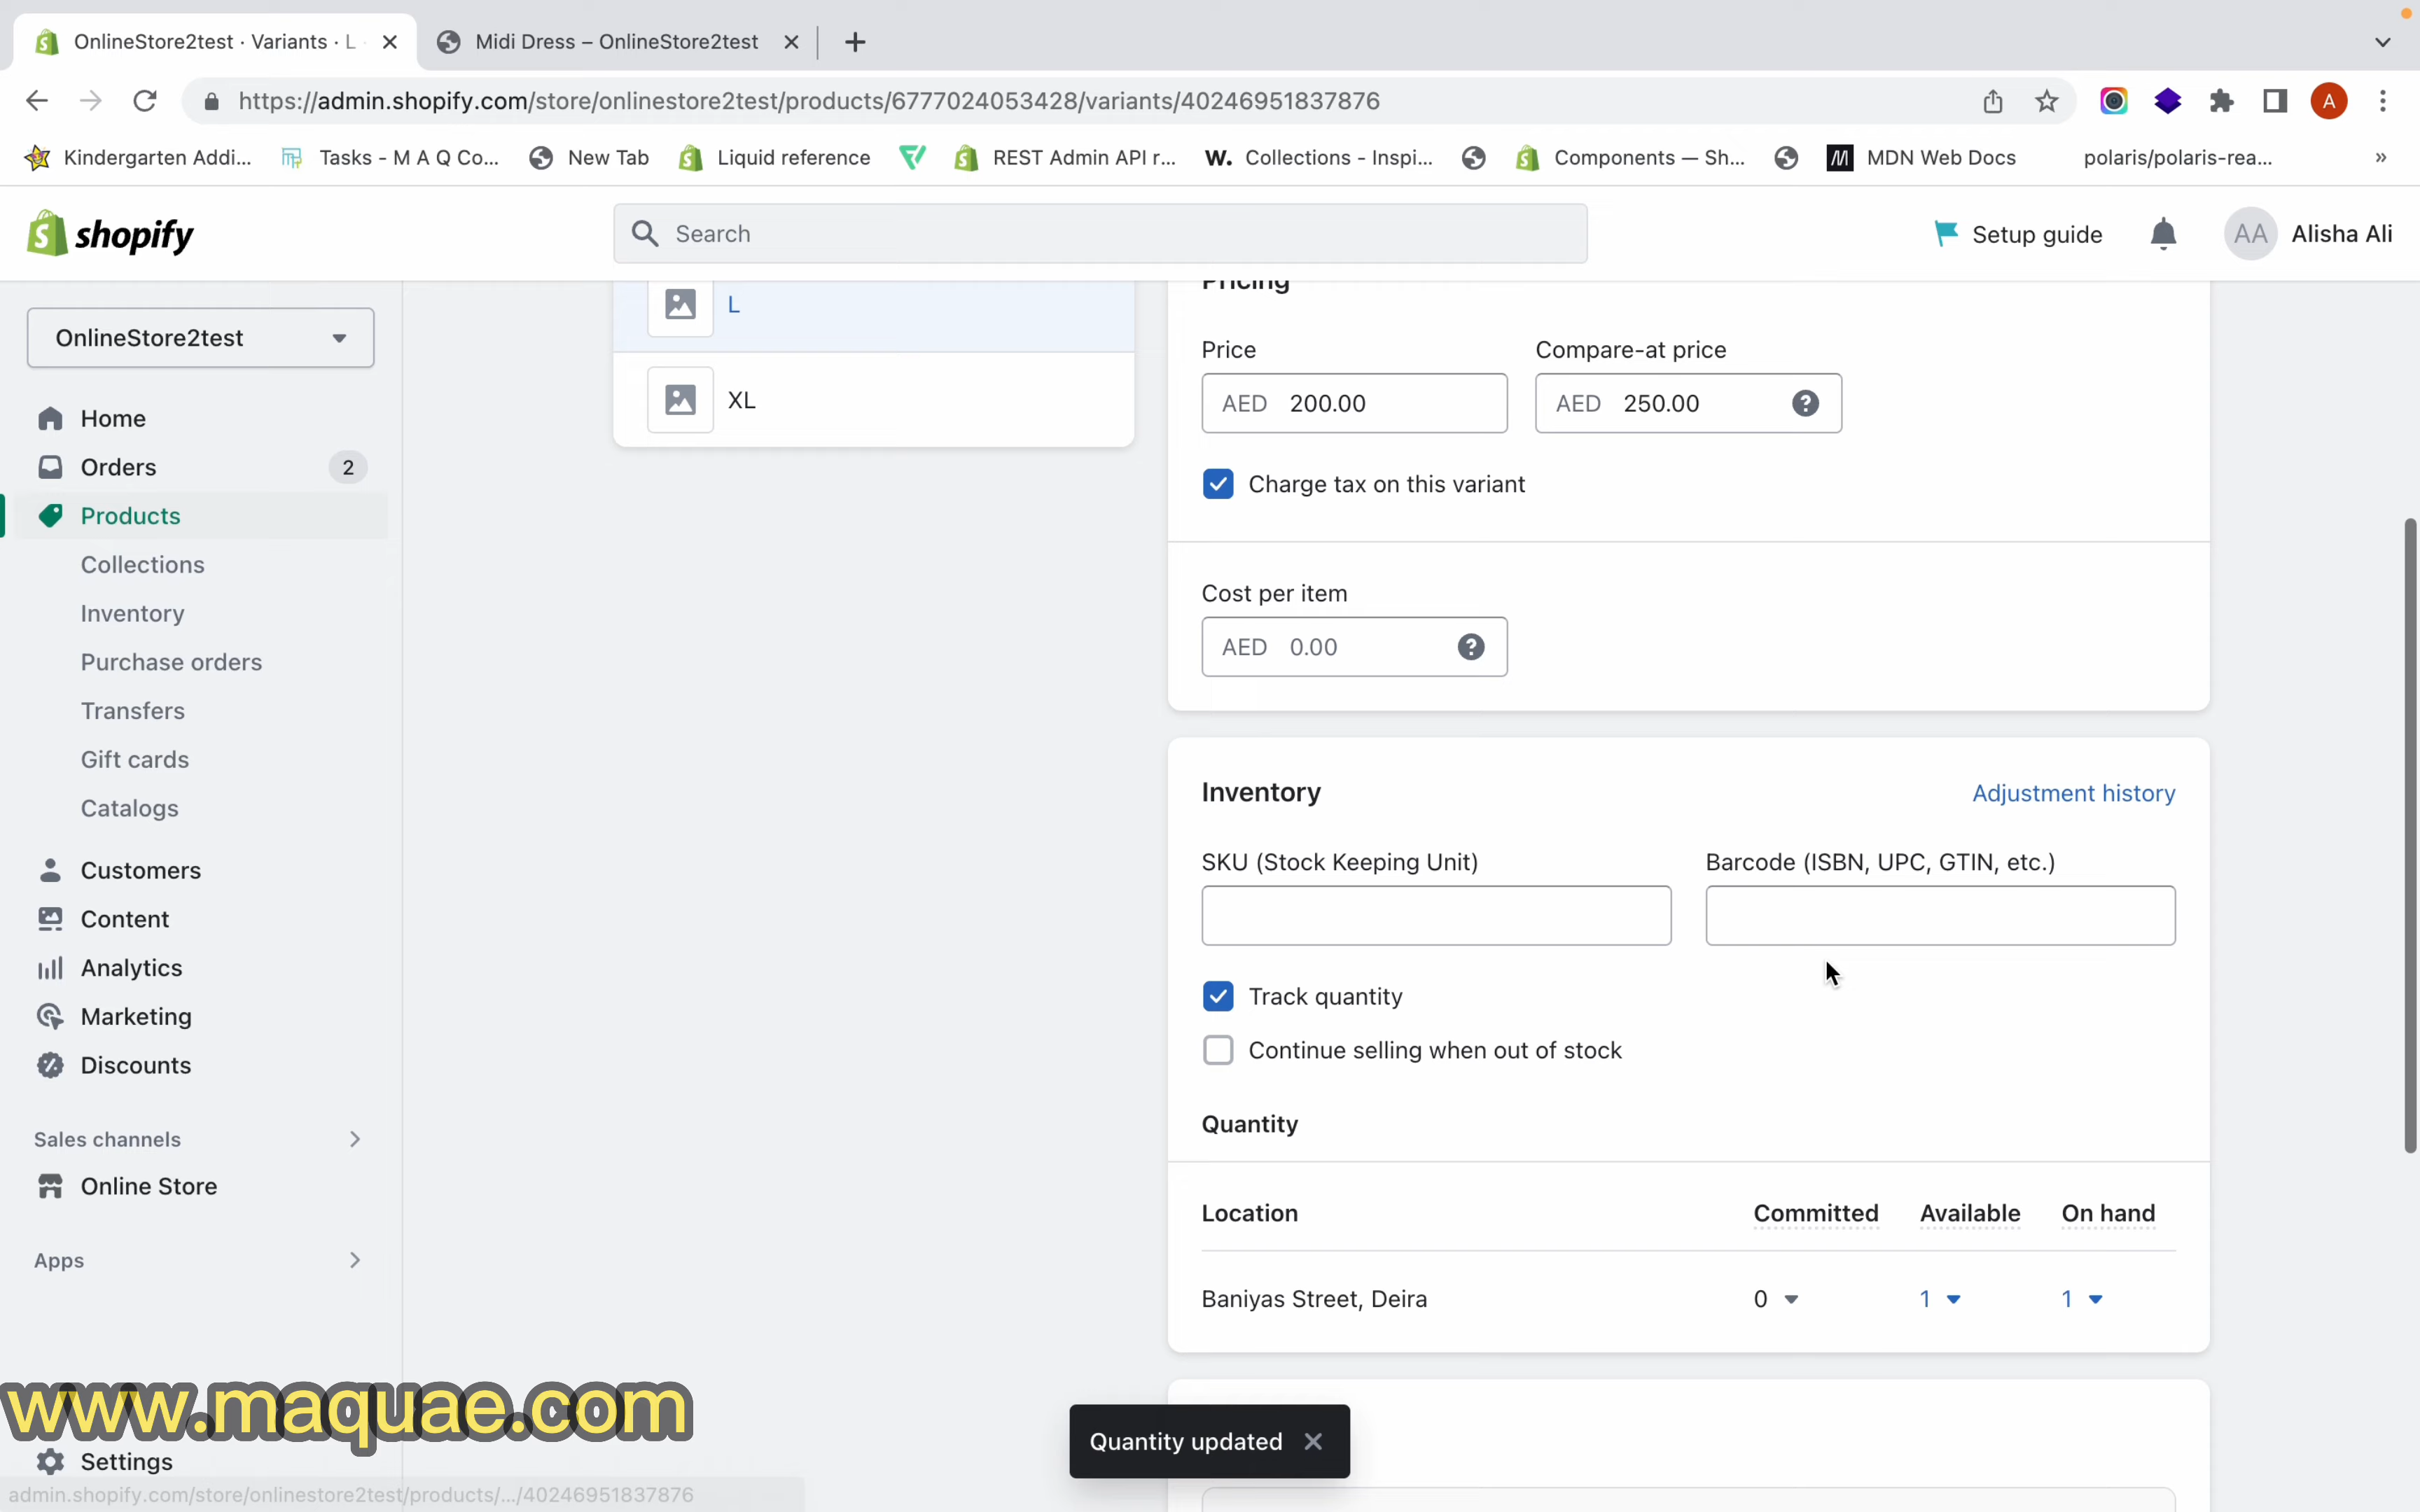 OnlineStore2test · Variants · L
Midi Dress – OnlineStore2test
https://admin.shopify.com/store/onlinestore2test/products/6777024053428/variants/40246951837876
A
Kindergarten Addi...
Tasks - M A Q Co...
New Tab
Liquid reference
REST Admin API r...
W. Collections - Inspi...
Components — Sh...
MDN Web Docs
polaris/polaris-rea...
»
shopify
Search
Setup guide
AA
Alisha Ali
OnlineStore2test
Home
Orders
2
Products
Collections
Inventory
Purchase orders
Transfers
Gift cards
Catalogs
Customers
Content
Analytics
Marketing
Discounts
Sales channels
Online Store
Apps
Settings
L
XL
Pricing
Price
Compare-at price
AED 200.00
AED 250.00
Charge tax on this variant
Cost per item
AED 0.00
Inventory
Adjustment history
SKU (Stock Keeping Unit)
Barcode (ISBN, UPC, GTIN, etc.)
Track quantity
Continue selling when out of stock
Quantity
Location
Committed
Available
On hand
Baniyas Street, Deira
0
1
1
Quantity updated
www.maquae.com
admin.shopify.com/store/onlinestore2test/products/.../40246951837876